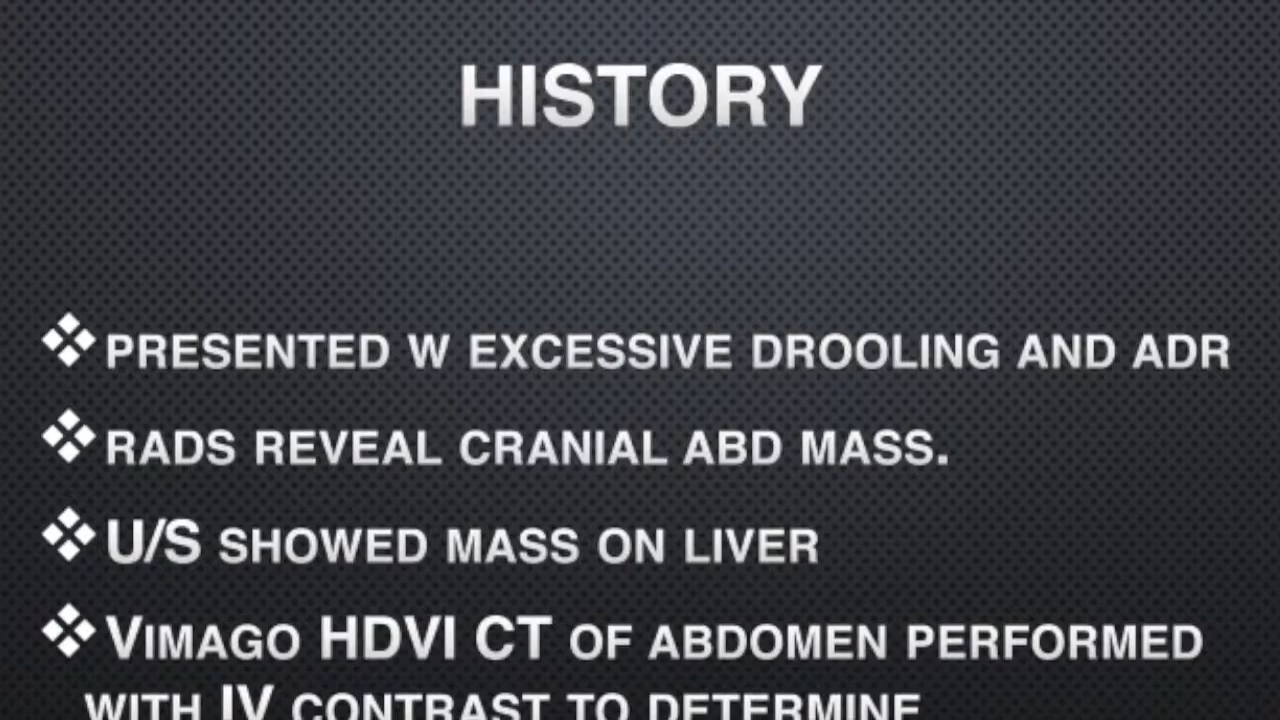 HISTORY
❖PRESENTED W EXCESSIVE DROOLING AND ADR
❖RADS REVEAL CRANIAL ABD MASS.
❖U/S SHOWED MASS ON LIVER
❖VIMAGO HDVI CT OF ABDOMEN PERFORMED
WITH IV CONTRAST TO DETERMINE